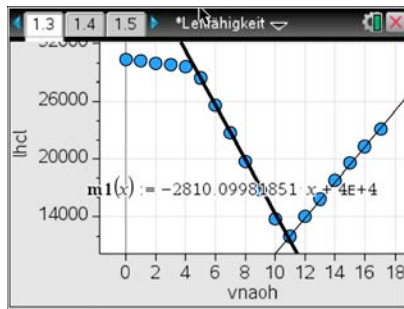 1.3 1.4 1.5 *Leitfähigkeit
32000
26000
20000
14000
lhcl
m1(x) := −2810.09981851·x + 4E+4
0 2 4 6 8 10 12 14 16 18
vnaoh